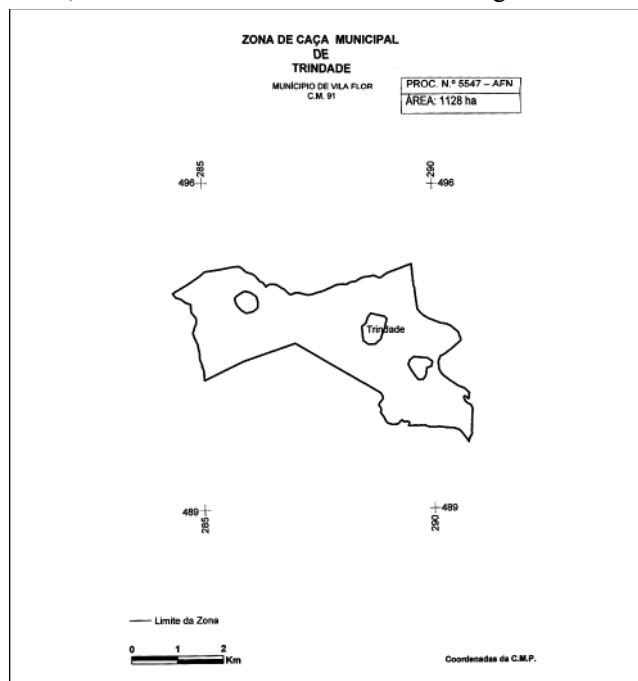 ZONA DE CAÇA MUNICIPAL
DE
TRINDADE
MUNÍCIPIO DE VILA FLOR
C.M. 91
PROC. N.º 5547 – AFN
ÁREA: 1128 ha
285
496
290
496
Trindade
489
285
489
290
Limite da Zona
0 1 2
Km
Coordenadas da C.M.P.